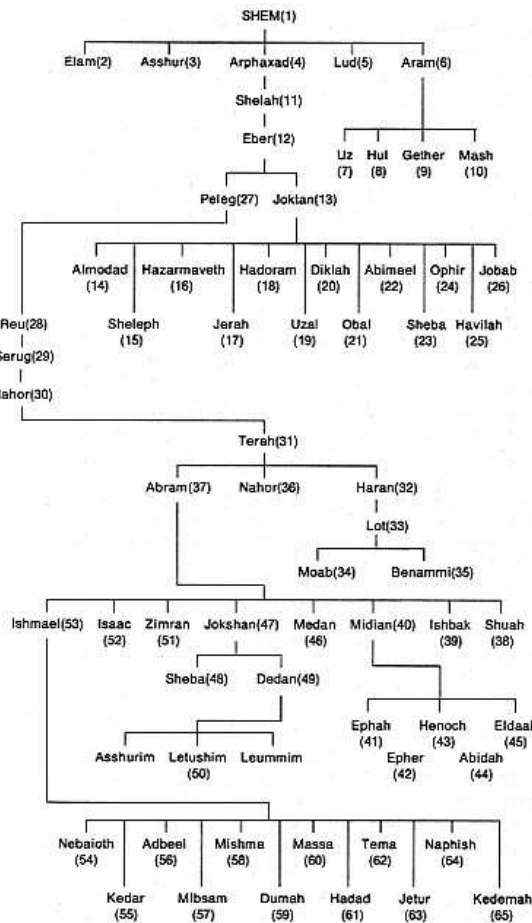 SHEM(1)
Elam(2) Asshur(3) Arphaxad(4) Lud(5) Aram(6)
Shelah(11)
Eber(12)
Uz Hul Gether Mash
(7) (8) (9) (10)
Peleg(27) Joktan(13)
Almodad Hazarmaveth Hadoram Diklah Abimael Ophir Jobab
(14) (16) (18) (20) (22) (24) (26)
Reu(28) Sheleph Jerah Uzal Obal Sheba Havilah
(15) (17) (19) (21) (23) (25)
Serug(29)
Nahor(30)
Terah(31)
Abram(37) Nahor(36) Haran(32)
Lot(33)
Moab(34) Benammi(35)
Ishmael(53) Isaac Zimran Jokshan(47) Medan Midian(40) Ishbak Shuah
(52) (51) (46) (39) (38)
Sheba(48) Dedan(49)
Ephah Henoch Eldaah
(41) (43) (45)
Asshurim Letushim Leummim
(50)
Epher Abidah
(42) (44)
Nebaioth Adbeel Mishma Massa Tema Naphish
(54) (56) (58) (60) (62) (64)
Kedar Mibsam Dumah Hadad Jetur Kedemah
(55) (57) (59) (61) (63) (65)